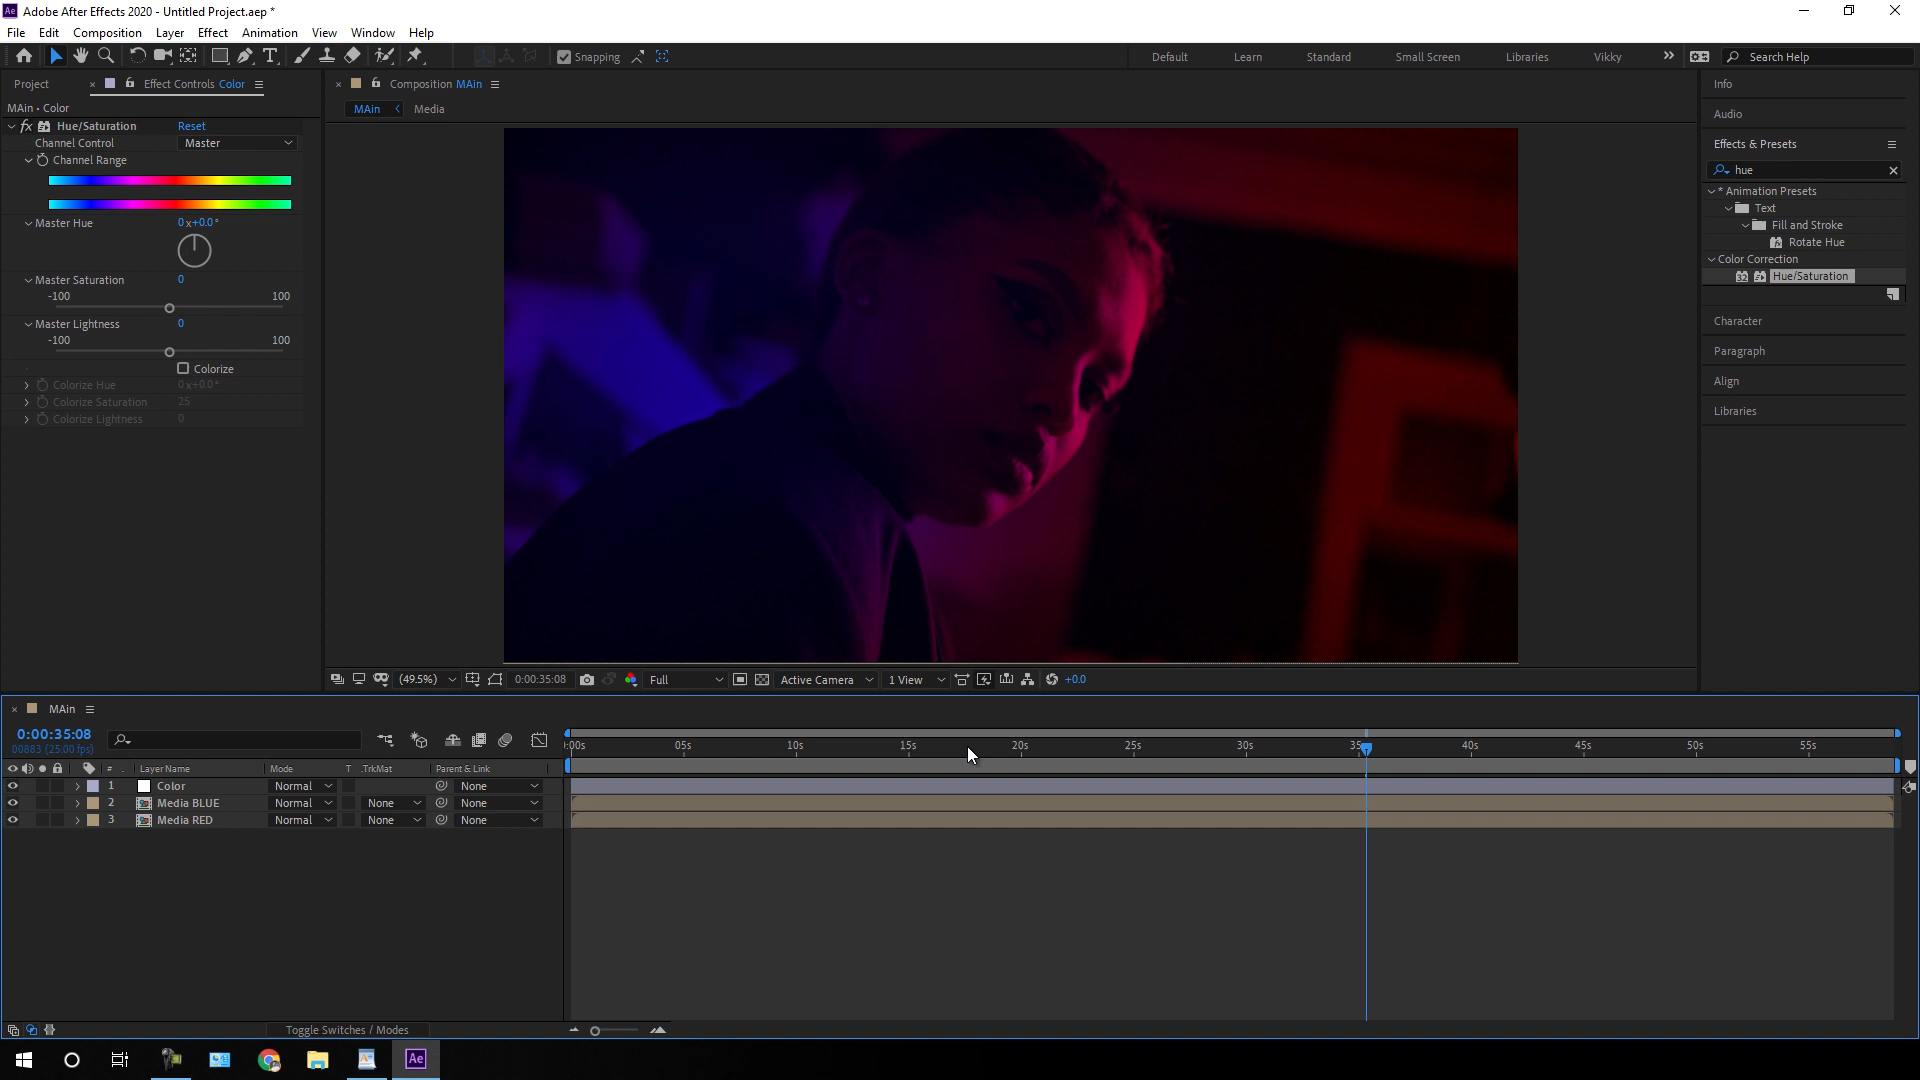 Adobe After Effects 2020 - Untitled Project.aep *
File Edit Composition Layer Effect Animation View Window Help
Snapping Default Learn Standard Small Screen Libraries Vikky Search Help
Project Effect Controls Color
MAin • Color
fx Hue/Saturation Reset
Channel Control Master
Channel Range
Master Hue 0x+0.0°
Master Saturation 0
-100 100
Master Lightness 0
-100 100
Colorize
Colorize Hue 0x+0.0°
Colorize Saturation 25
Colorize Lightness 0
Composition MAin
MAin Media
(49.5%) 0:00:35:08 Full Active Camera 1 View +0.0
Info
Audio
Effects & Presets
hue
* Animation Presets
Text
Fill and Stroke
Rotate Hue
Color Correction
32 Hue/Saturation
Character
Paragraph
Align
Libraries
MAin
0:00:35:08
00883 (25.00 fps)
:00s 05s 10s 15s 20s 25s 30s 35s 40s 45s 50s 55s
# Layer Name Mode T .TrkMat Parent & Link
1 Color Normal None
2 Media BLUE Normal None None
3 Media RED Normal None None
Toggle Switches / Modes
Ae